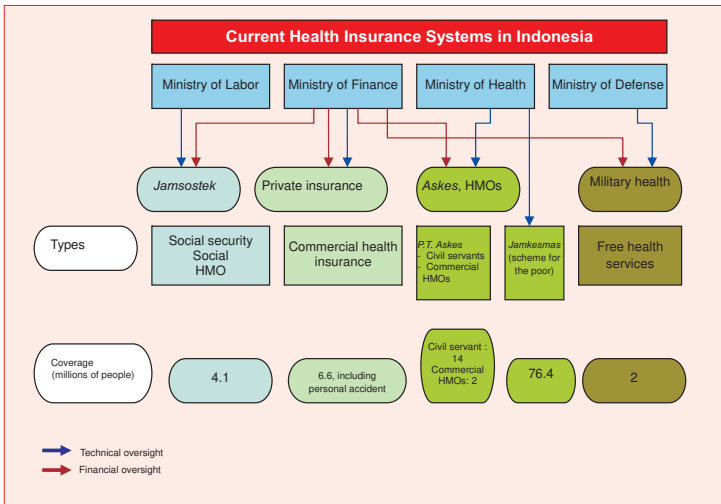 Current Health Insurance Systems in Indonesia
Ministry of Labor
Ministry of Finance
Ministry of Health
Ministry of Defense
Jamsostek
Private insurance
Askes, HMOs
Military health
Types
Social security
Social
HMO
Commercial health
insurance
P.T. Askes
- Civil servants
- Commercial
HMOs
Jamkesmas
(scheme for
the poor)
Free health
services
Coverage
(millions of people)
4.1
6.6, including
personal accident
Civil servant :
14
Commercial
HMOs: 2
76.4
2
Technical oversight
Financial oversight